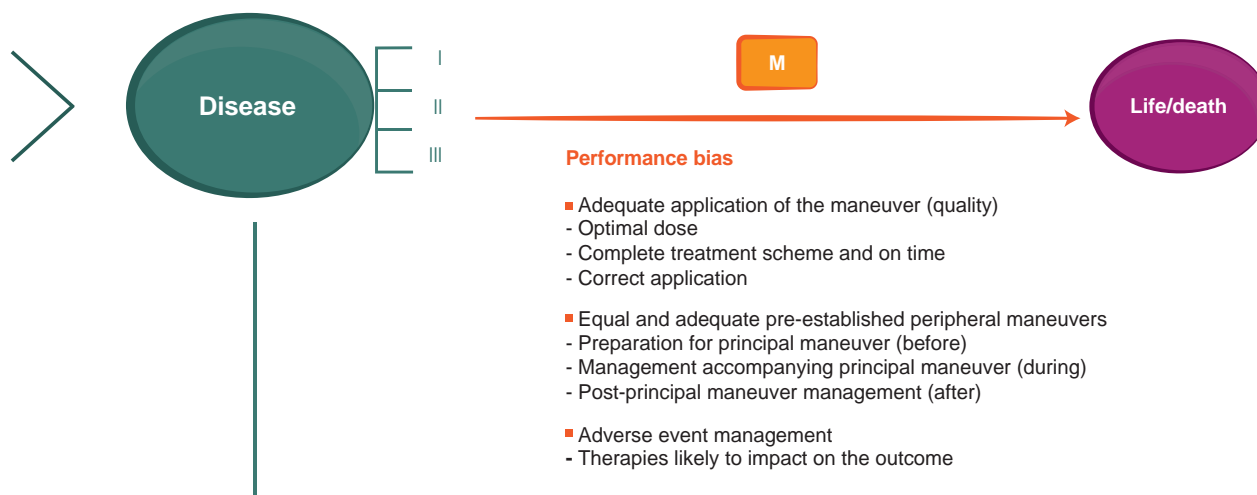 Disease
I
II
III
M
Life/death
Performance bias
Adequate application of the maneuver (quality)
- Optimal dose
- Complete treatment scheme and on time
- Correct application
Equal and adequate pre-established peripheral maneuvers
- Preparation for principal maneuver (before)
- Management accompanying principal maneuver (during)
- Post-principal maneuver management (after)
Adverse event management
- Therapies likely to impact on the outcome